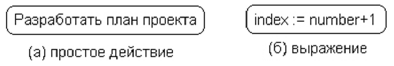 Разработать план проекта
index := number+1
(а) простое действие
(б) выражение